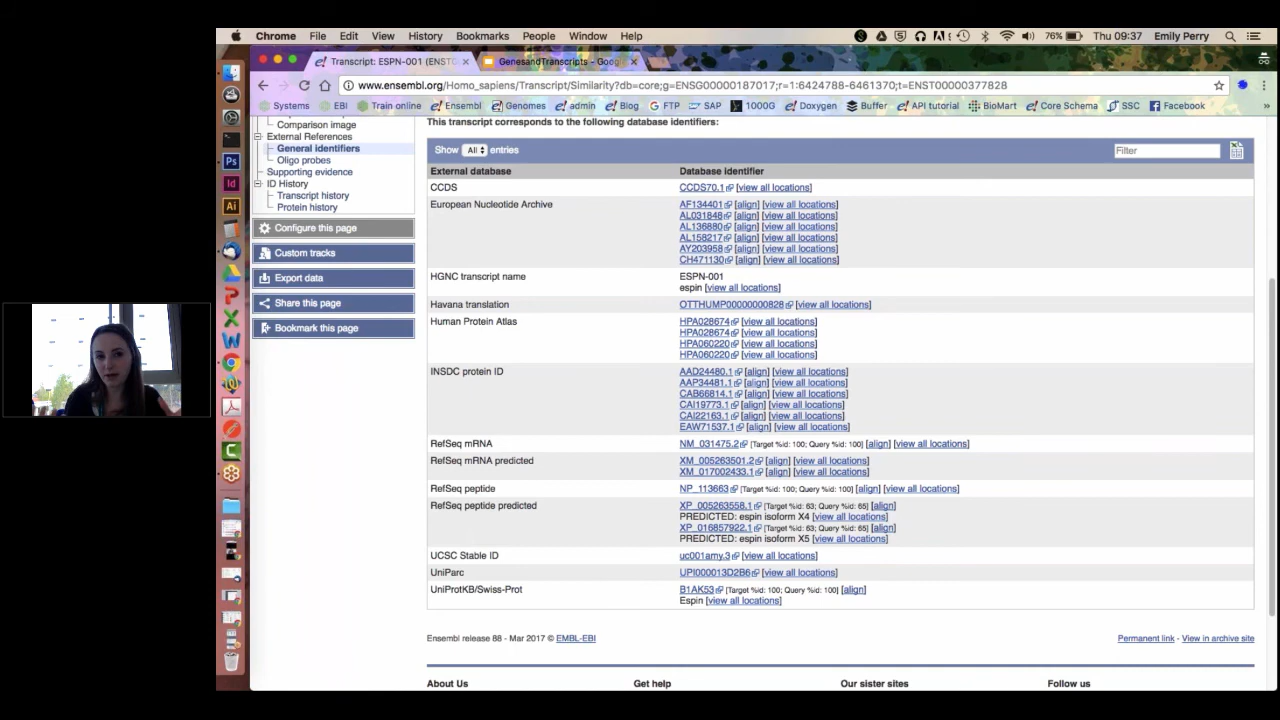 Chrome File Edit View History Bookmarks People Window Help 76% Thu 09:37 Emily Perry
Transcript: ESPN-001 (ENST GenesandTranscripts - Goog
www.ensembl.org/Homo_sapiens/Transcript/Similarity?db=core;g=ENSG00000187017;r=1:6424788-6461370;t=ENST00000377828
Systems EBI Train online Ensembl Genomes admin Blog FTP SAP 1000G Doxygen Buffer API tutorial BioMart Core Schema SSC Facebook »
Comparison image
External References
General identifiers
Oligo probes
Supporting evidence
ID History
Transcript history
Protein history
Configure this page
Custom tracks
Export data
Share this page
Bookmark this page
This transcript corresponds to the following database identifiers:
Show All entries Filter
External database Database identifier
CCDS CCDS70.1 [view all locations]
European Nucleotide Archive AF134401 [align] [view all locations]
AL031848 [align] [view all locations]
AL136880 [align] [view all locations]
AL158217 [align] [view all locations]
AY203958 [align] [view all locations]
CH471130 [align] [view all locations]
HGNC transcript name ESPN-001
espin [view all locations]
Havana translation OTTHUMP00000000828 [view all locations]
Human Protein Atlas HPA028674 [view all locations]
HPA028674 [view all locations]
HPA060220 [view all locations]
HPA060220 [view all locations]
INSDC protein ID AAD24480.1 [align] [view all locations]
AAP34481.1 [align] [view all locations]
CAB66814.1 [align] [view all locations]
CAI19773.1 [align] [view all locations]
CAI22163.1 [align] [view all locations]
EAW71537.1 [align] [view all locations]
RefSeq mRNA NM_031475.2 [Target %id: 100; Query %id: 100] [align] [view all locations]
RefSeq mRNA predicted XM_005263501.2 [align] [view all locations]
XM_017002433.1 [align] [view all locations]
RefSeq peptide NP_113663 [Target %id: 100; Query %id: 100] [align] [view all locations]
RefSeq peptide predicted XP_005263558.1 [Target %id: 63; Query %id: 65] [align]
PREDICTED: espin isoform X4 [view all locations]
XP_016857922.1 [Target %id: 63; Query %id: 65] [align]
PREDICTED: espin isoform X5 [view all locations]
UCSC Stable ID uc001amy.3 [view all locations]
UniParc UPI000013D2B6 [view all locations]
UniProtKB/Swiss-Prot B1AK53 [Target %id: 100; Query %id: 100] [align]
Espin [view all locations]
Ensembl release 88 - Mar 2017 © EMBL-EBI Permanent link - View in archive site
About Us Get help Our sister sites Follow us